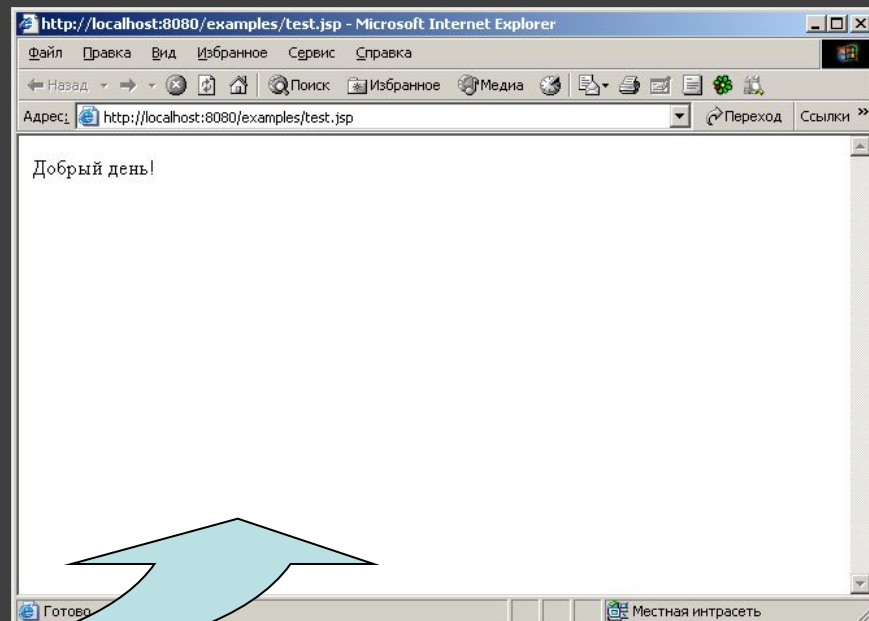 http://localhost:8080/examples/test.jsp - Microsoft Internet Explorer
Файл Правка Вид Избранное Сервис Справка
Назад Поиск Избранное Медиа
Адрес: http://localhost:8080/examples/test.jsp Переход Ссылки »
Добрый день!
Готово Местная интрасеть